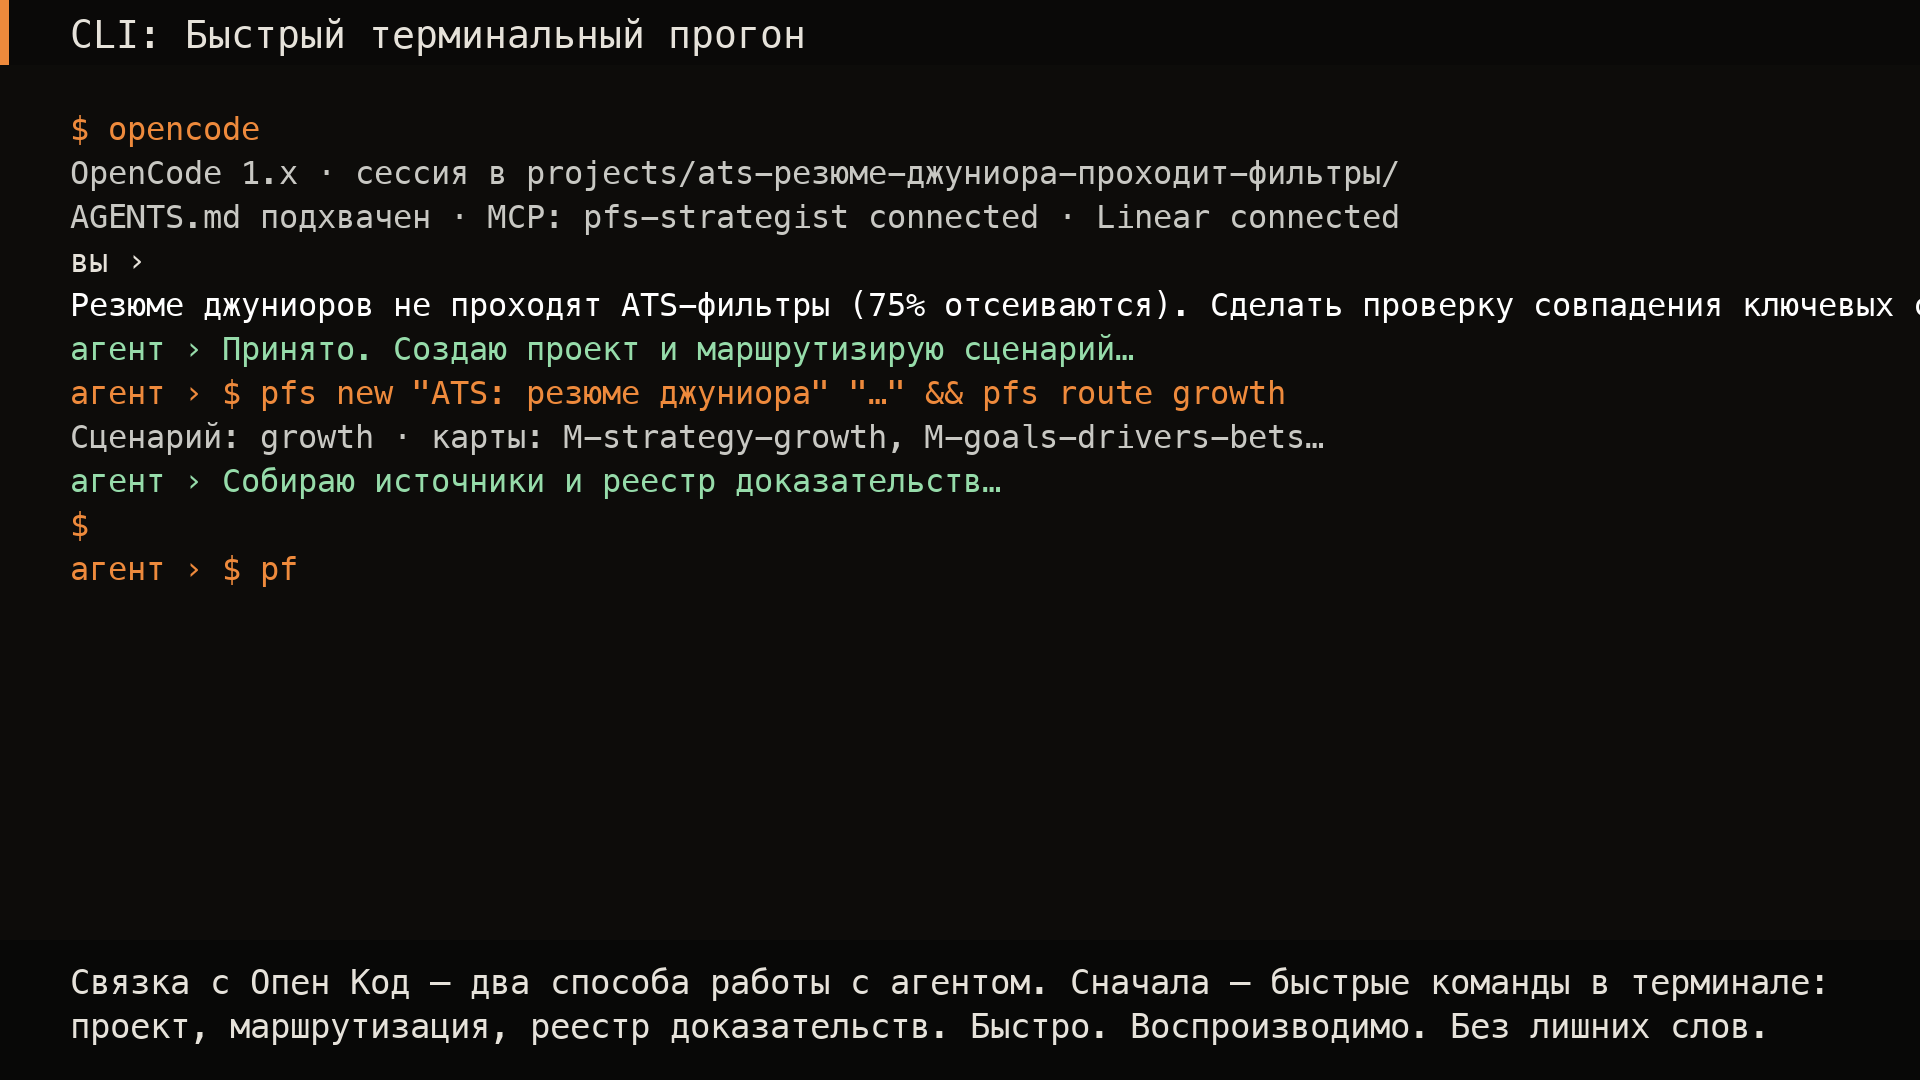 CLI: Быстрый терминальный прогон
$ opencode
OpenCode 1.x · сессия в projects/ats−резюме−джуниора−проходит−фильтры/
AGENTS.md подхвачен · MCP: pfs−strategist connected · Linear connected
вы ›
Резюме джуниоров не проходят ATS−фильтры (75% отсеиваются). Сделать проверку совпадения ключевых
агент › Принято. Создаю проект и маршрутизирую сценарий…
агент › $ pfs new "ATS: резюме джуниора" "…" && pfs route growth
Сценарий: growth · карты: M−strategy−growth, M−goals−drivers−bets…
агент › Собираю источники и реестр доказательств…
$
агент › $ pf
Связка с Опен Код — два способа работы с агентом. Сначала — быстрые команды в терминале:
проект, маршрутизация, реестр доказательств. Быстро. Воспроизводимо. Без лишних слов.